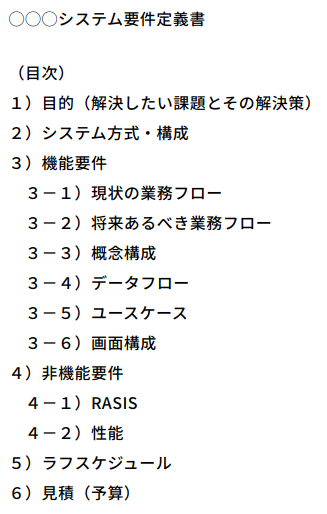 ◯◯◯システム要件定義書
（目次）
１）目的（解決したい課題とその解決策）
２）システム方式・構成
３）機能要件
３－１）現状の業務フロー
３－２）将来あるべき業務フロー
３－３）概念構成
３－４）データフロー
３－５）ユースケース
３－６）画面構成
４）非機能要件
４－１）RASIS
４－２）性能
５）ラフスケジュール
６）見積（予算）